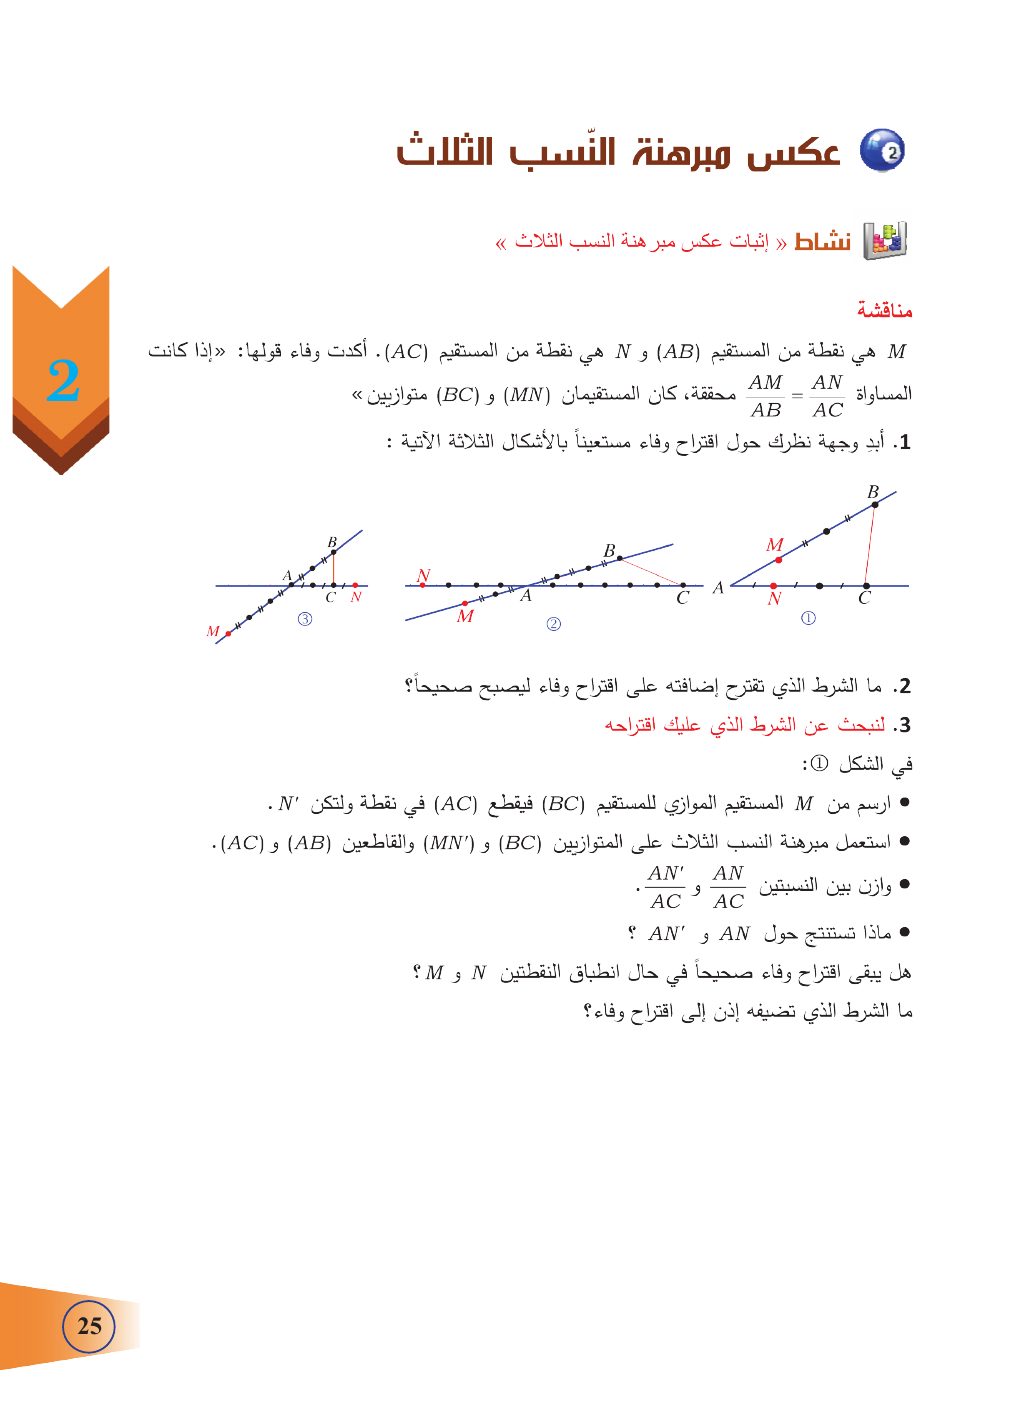 عكس مبرهنة النّسب الثلاث
2
نشاط « إثبات عكس مبرهنة النسب الثلاث »
مناقشة
2
M هي نقطة من المستقيم (AB) و N هي نقطة من المستقيم (AC). أكدت وفاء قولها: «إذا كانت
المساواة AM/AB = AN/AC محققة، كان المستقيمان (MN) و (BC) متوازيين»
1. أبدِ وجهة نظرك حول اقتراح وفاء مستعيناً بالأشكال الثلاثة الآتية :
B
M
A
N
C
①
B
N
A
C
M
②
B
A
C
N
M
③
2. ما الشرط الذي تقترح إضافته على اقتراح وفاء ليصبح صحيحاً؟
3. لنبحث عن الشرط الذي عليك اقتراحه
في الشكل ①:
● ارسم من M المستقيم الموازي للمستقيم (BC) فيقطع (AC) في نقطة ولتكن N′.
● استعمل مبرهنة النسب الثلاث على المتوازيين (BC) و (MN′) والقاطعين (AB) و (AC).
● وازن بين النسبتين AN/AC و AN′/AC.
● ماذا تستنتج حول AN و AN′ ؟
هل يبقى اقتراح وفاء صحيحاً في حال انطباق النقطتين N و M؟
ما الشرط الذي تضيفه إذن إلى اقتراح وفاء؟
25